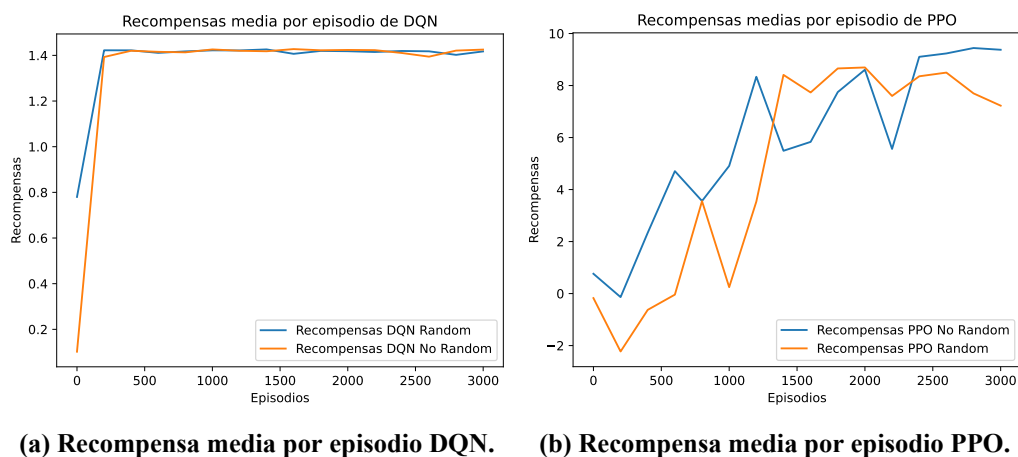 Recompensas media por episodio de DQN
Recompensas
1.4
1.2
1.0
0.8
0.6
0.4
0.2
Recompensas DQN Random
Recompensas DQN No Random
0 500 1000 1500 2000 2500 3000
Episodios
(a) Recompensa media por episodio DQN.
Recompensas medias por episodio de PPO
Recompensas
10
8
6
4
2
0
−2
Recompensas PPO No Random
Recompensas PPO Random
0 500 1000 1500 2000 2500 3000
Episodios
(b) Recompensa media por episodio PPO.